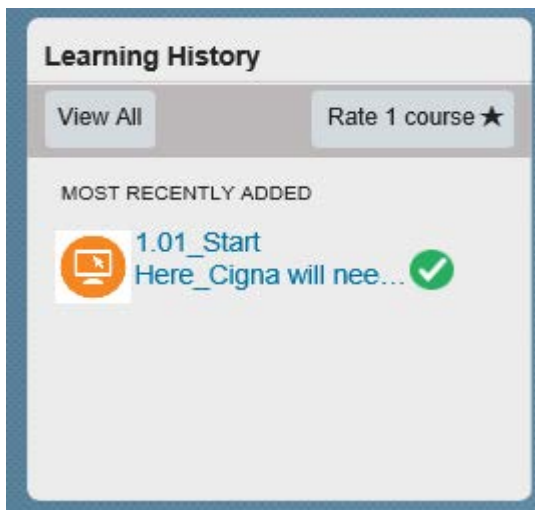 Learning History
View All
Rate 1 course ★
MOST RECENTLY ADDED
1.01_Start
Here_Cigna will nee...